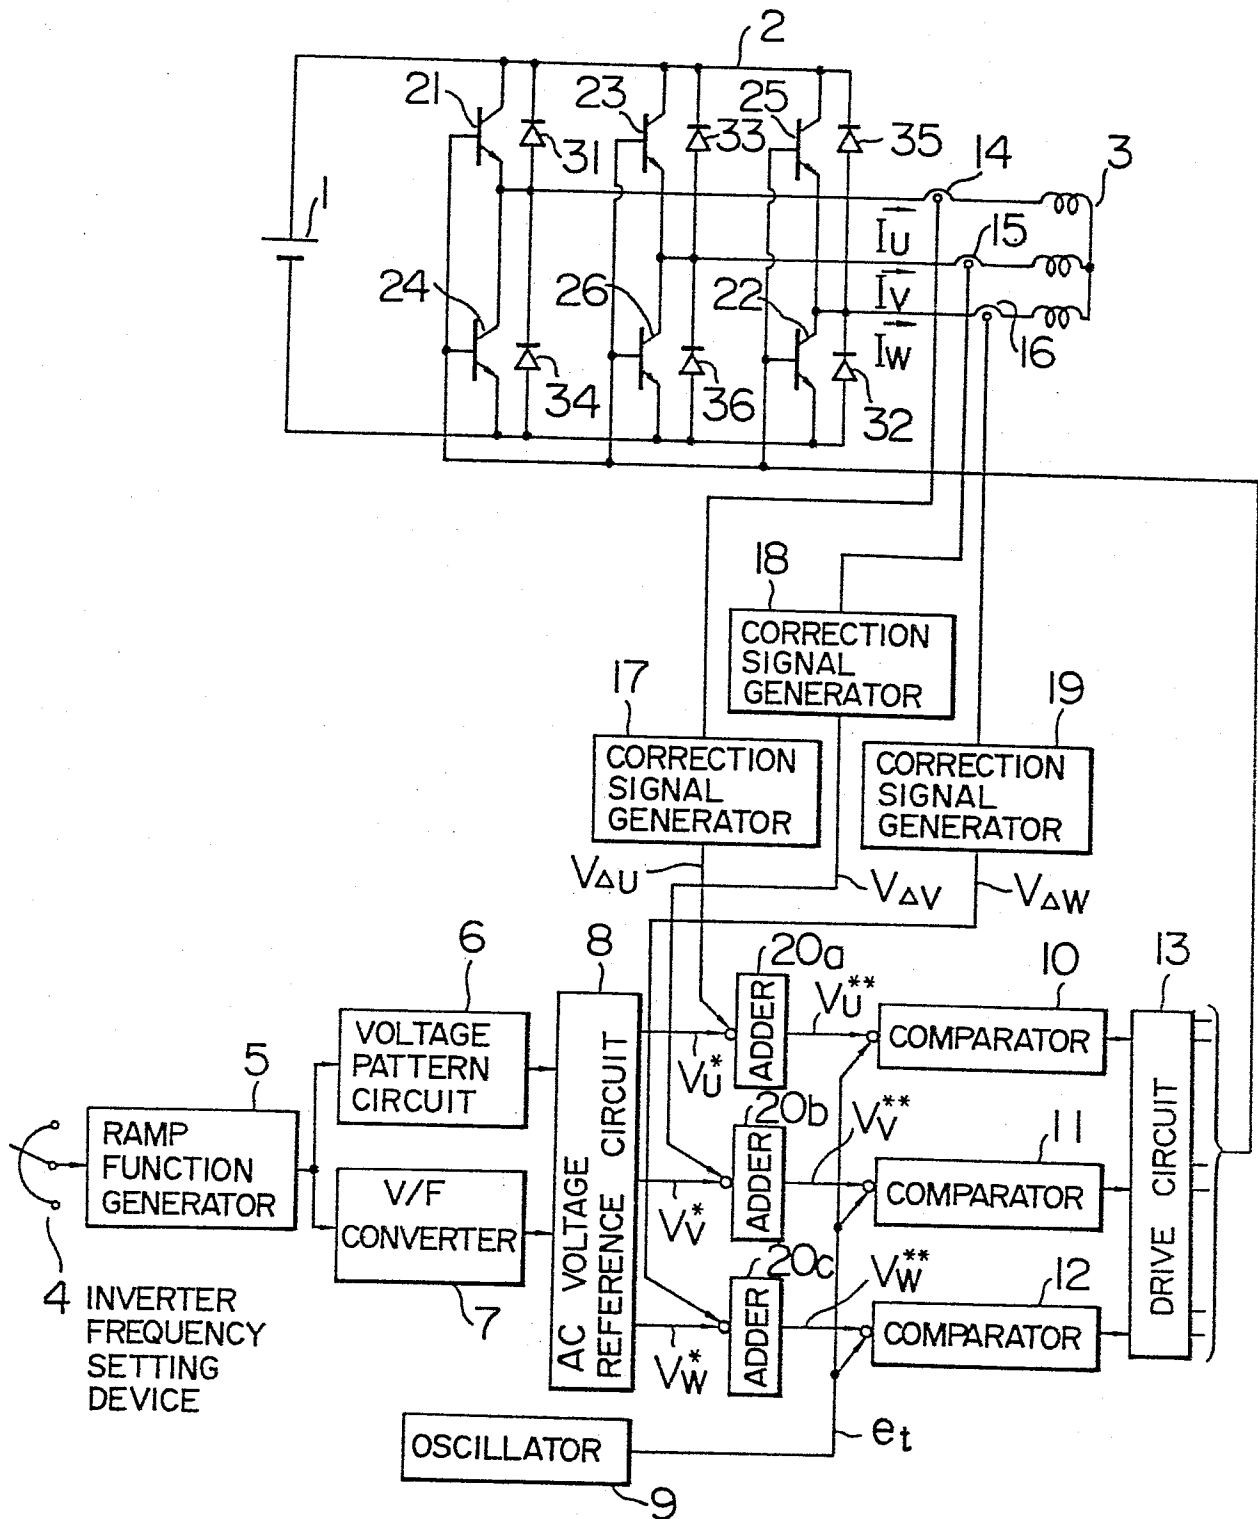 2
21
23
25
31
33
35
14
3
1
IU
15
24
26
22
IV
16
IW
34
36
32
18
CORRECTION
SIGNAL
GENERATOR
17
19
CORRECTION
SIGNAL
GENERATOR
CORRECTION
SIGNAL
GENERATOR
V△U
V△V
V△W
6
8
20a
10
13
VOLTAGE
PATTERN
CIRCUIT
AC VOLTAGE
REFERENCE CIRCUIT
ADDER
VU**
COMPARATOR
DRIVE CIRCUIT
5
VU*
20b
VV**
11
RAMP
FUNCTION
GENERATOR
V/F
CONVERTER
ADDER
COMPARATOR
VV*
20c
VW**
12
4 INVERTER
FREQUENCY
SETTING
DEVICE
7
ADDER
COMPARATOR
VW*
OSCILLATOR
et
9